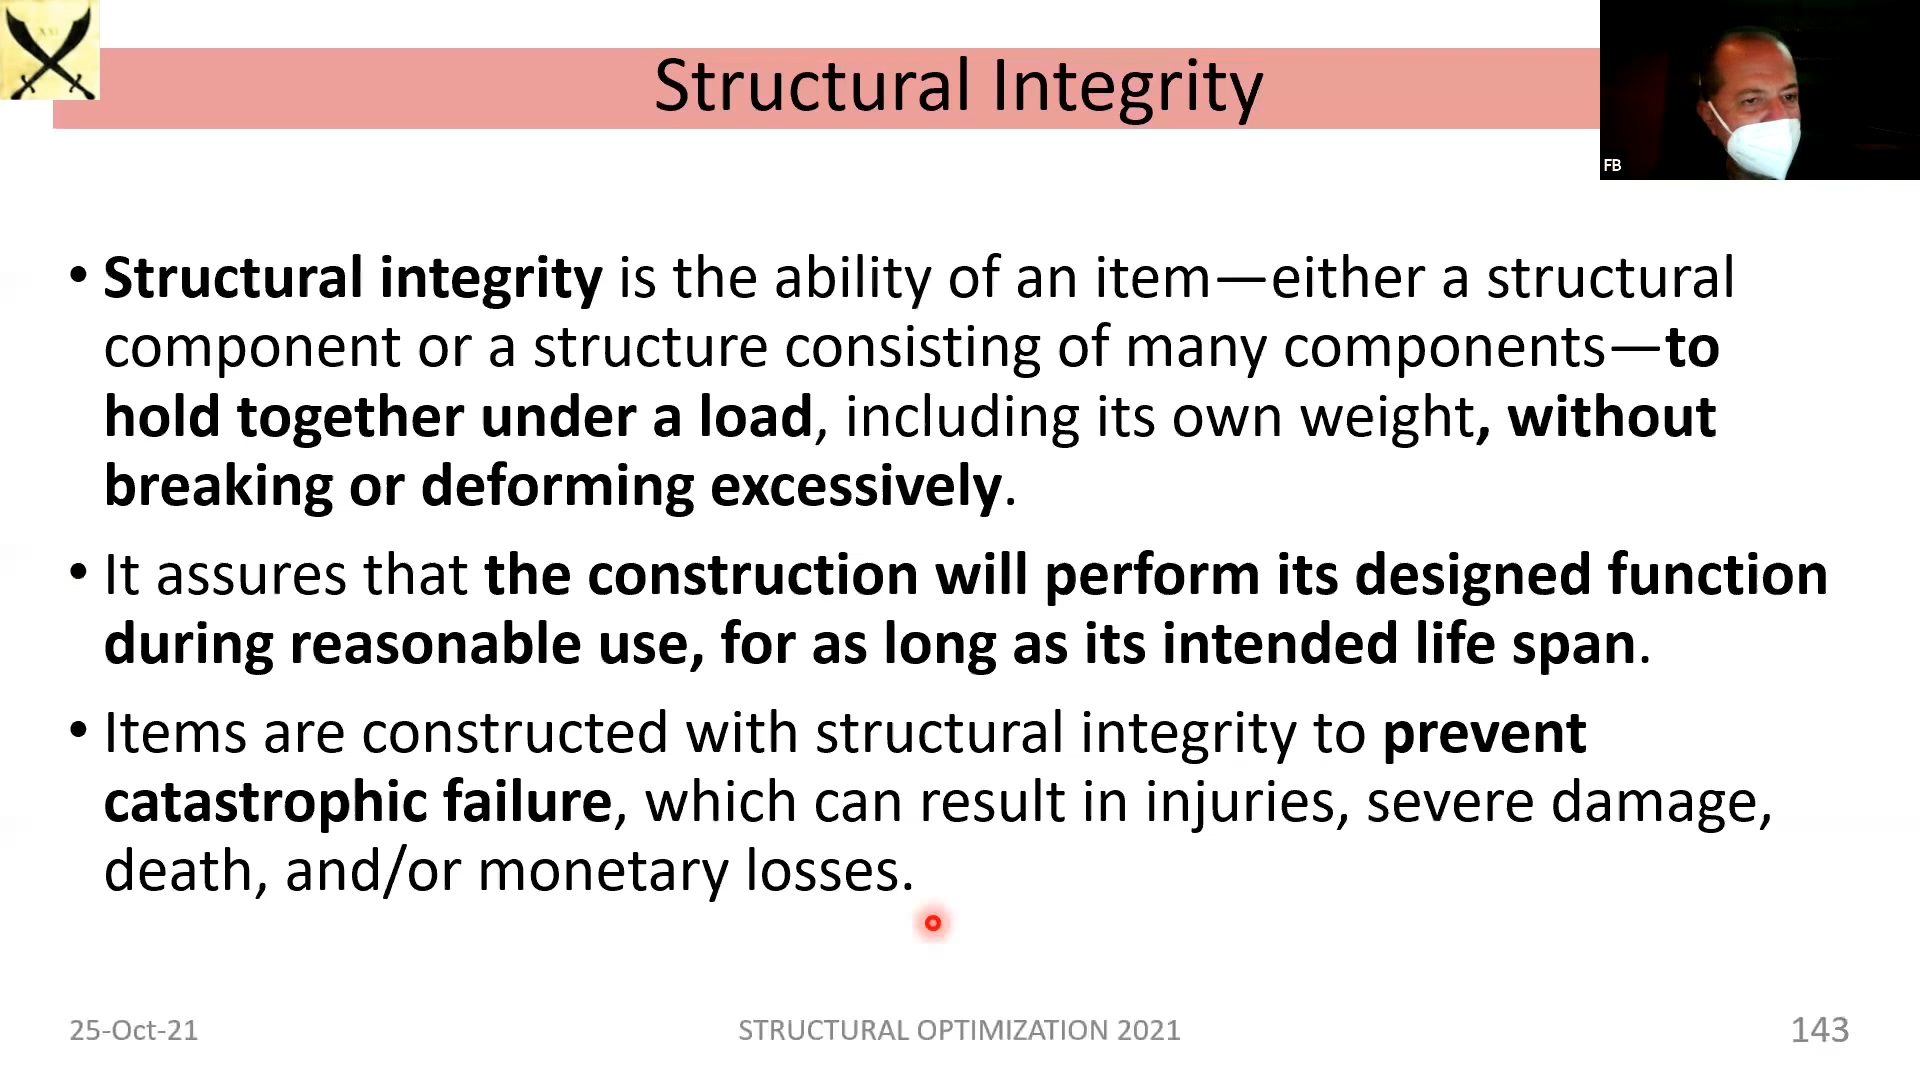 Structural Integrity
FB
• Structural integrity is the ability of an item—either a structural
component or a structure consisting of many components—to
hold together under a load, including its own weight, without
breaking or deforming excessively.
• It assures that the construction will perform its designed function
during reasonable use, for as long as its intended life span.
• Items are constructed with structural integrity to prevent
catastrophic failure, which can result in injuries, severe damage,
death, and/or monetary losses.
25-Oct-21
STRUCTURAL OPTIMIZATION 2021
143